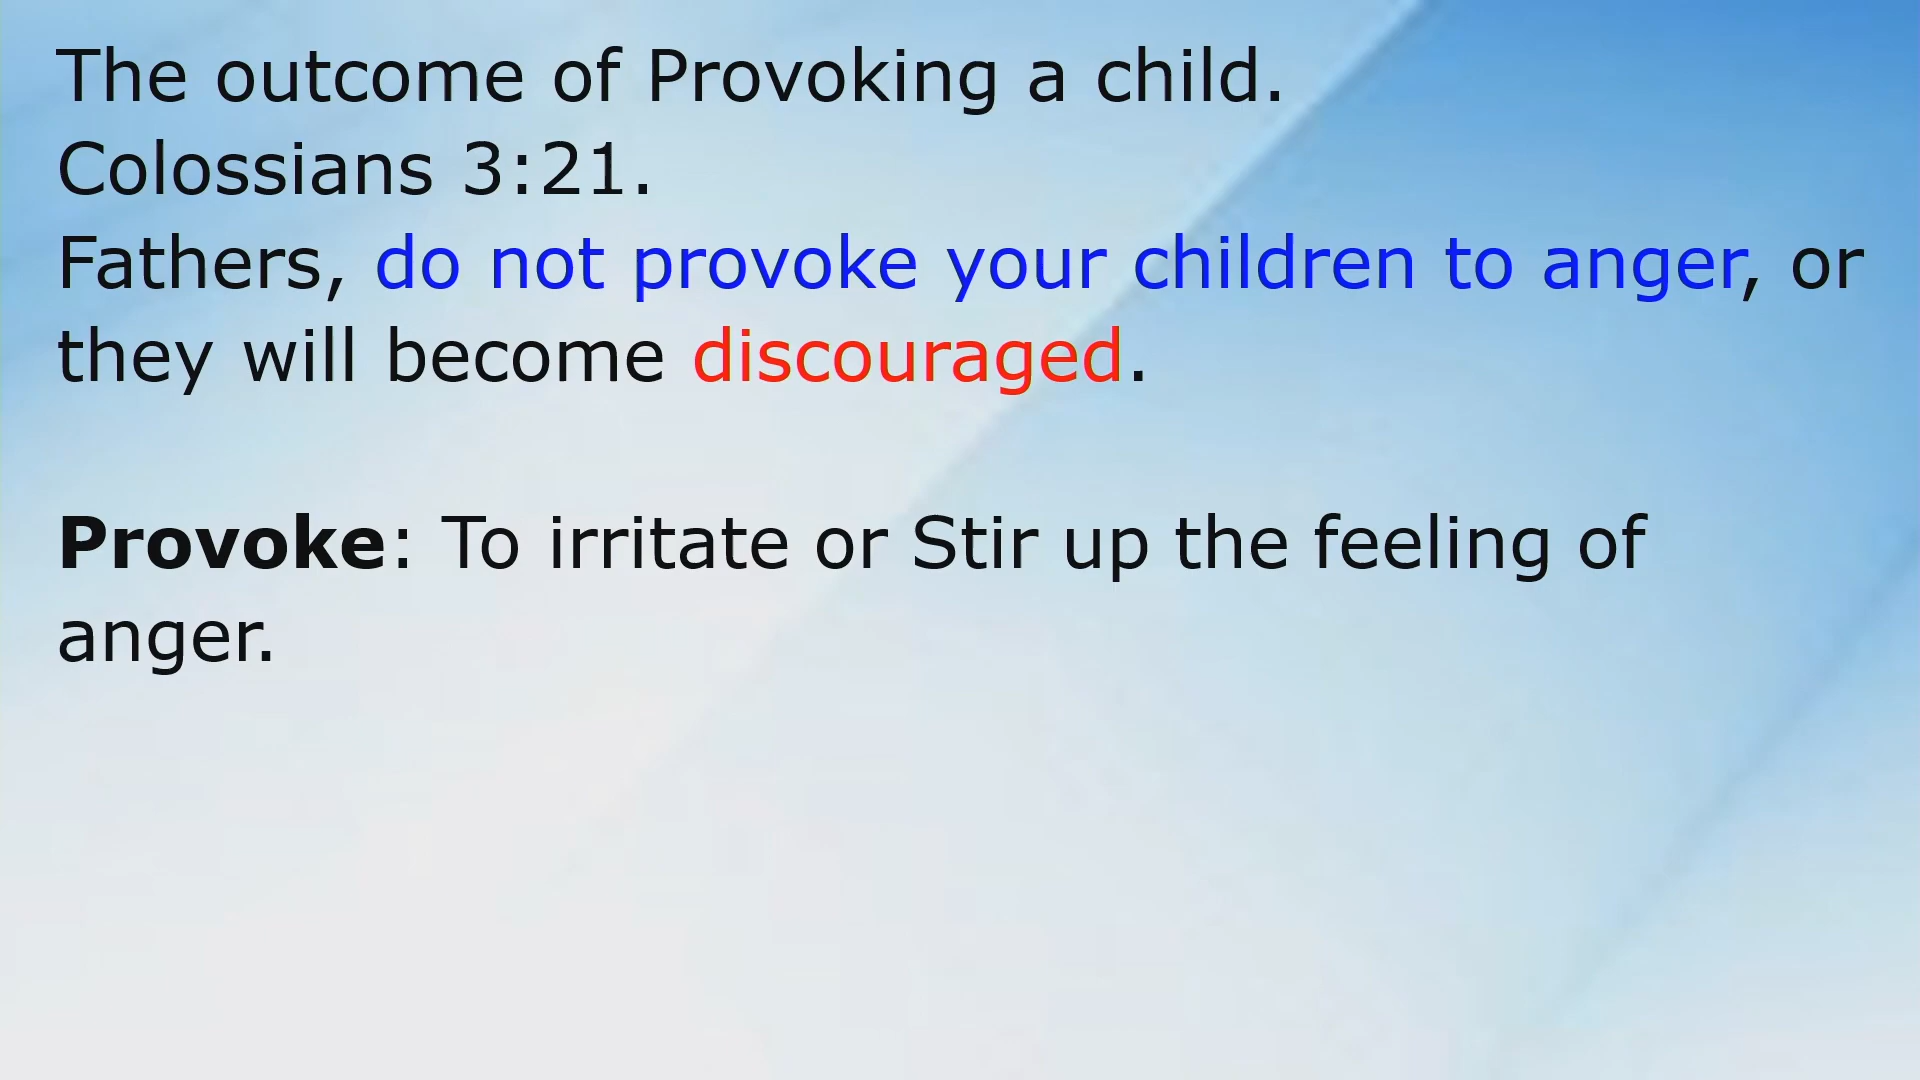 The outcome of Provoking a child.
Colossians 3:21.
Fathers, do not provoke your children to anger, or
they will become discouraged.
Provoke: To irritate or Stir up the feeling of
anger.